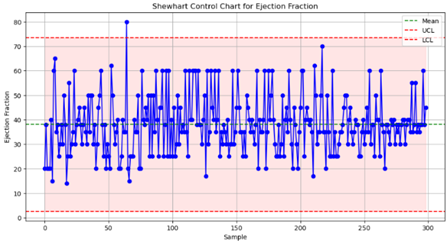 Shewhart Control Chart for Ejection Fraction
Mean
UCL
LCL
Ejection Fraction
80
70
60
50
40
30
20
10
0
0 50 100 150 200 250 300
Sample